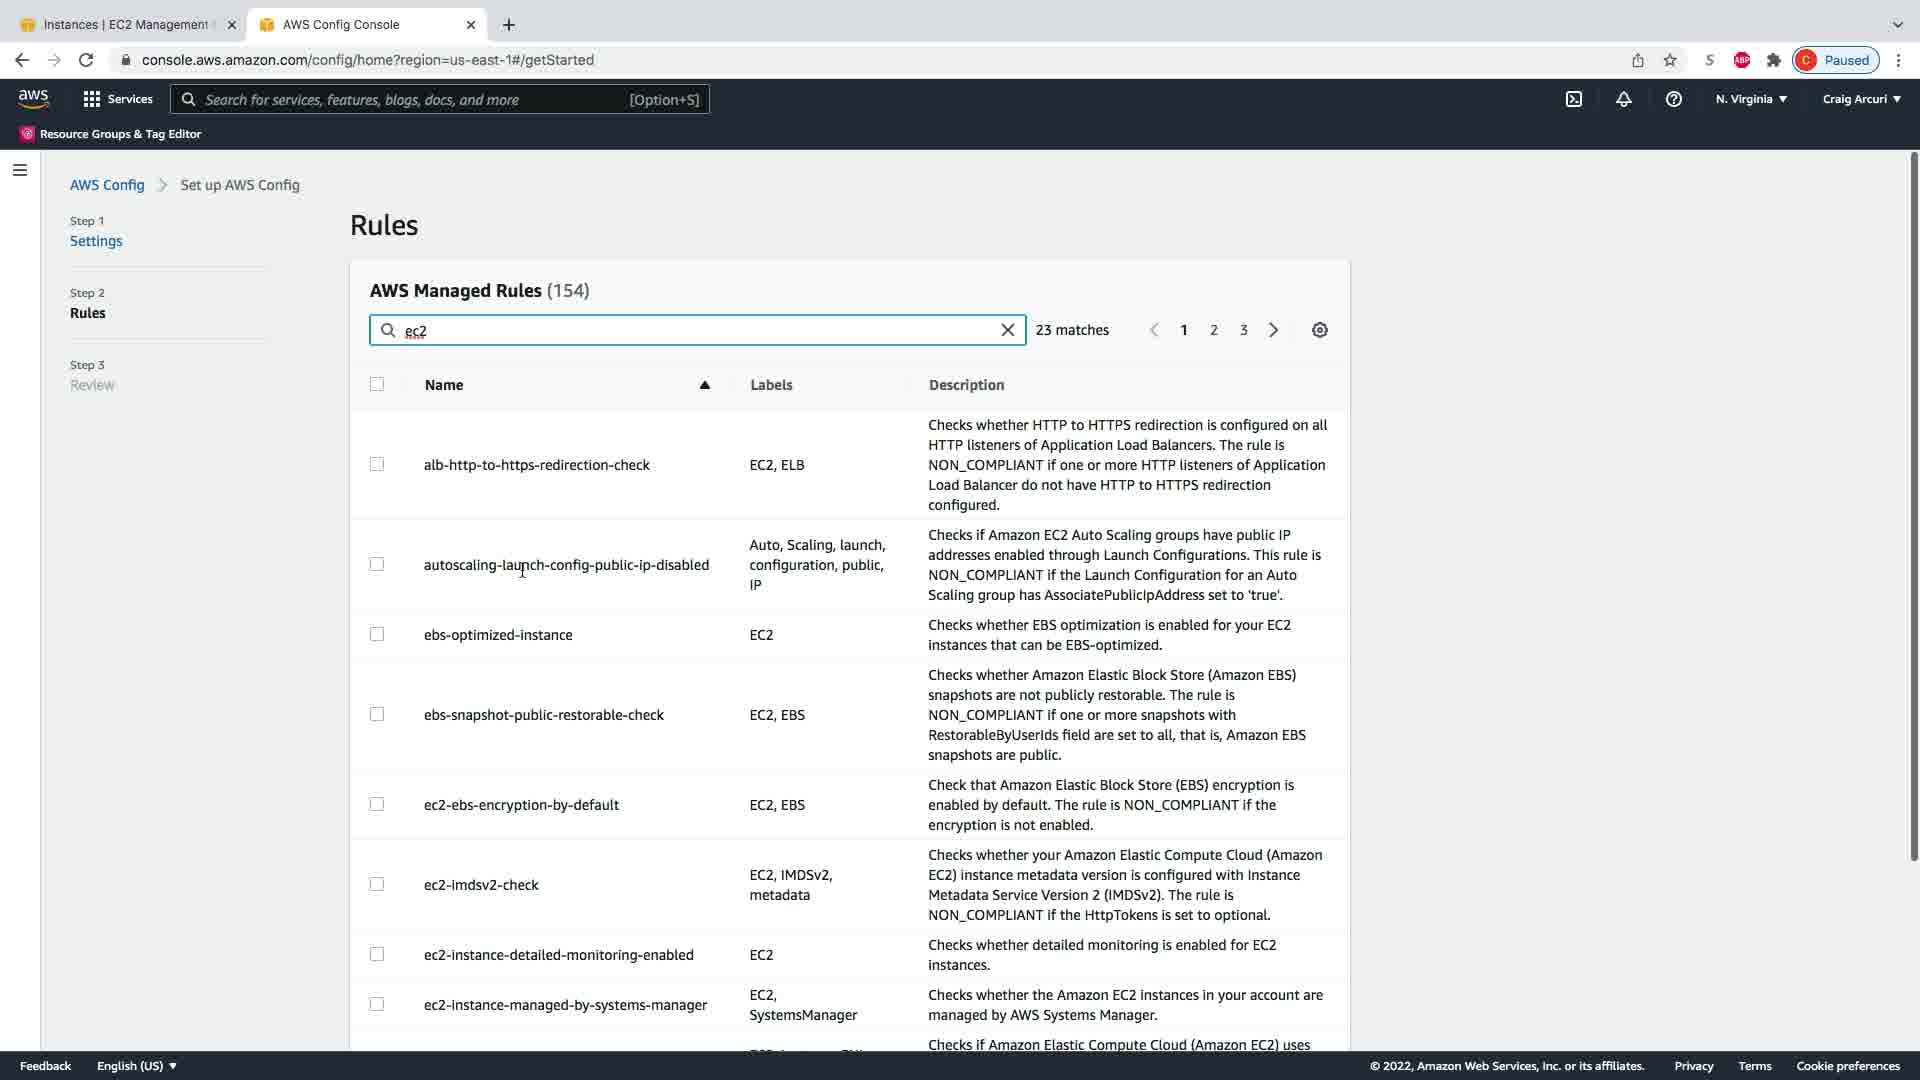 Instances | EC2 Management
AWS Config Console
console.aws.amazon.com/config/home?region=us-east-1#/getStarted
S
ABP
C Paused
aws
Services
Search for services, features, blogs, docs, and more [Option+S]
N. Virginia
Craig Arcuri
Resource Groups & Tag Editor
AWS Config
Set up AWS Config
Step 1
Settings
Step 2
Rules
Step 3
Review
Rules
AWS Managed Rules (154)
ec2
23 matches
1 2 3
Name Labels Description
alb-http-to-https-redirection-check
EC2, ELB
Checks whether HTTP to HTTPS redirection is configured on all
HTTP listeners of Application Load Balancers. The rule is
NON_COMPLIANT if one or more HTTP listeners of Application
Load Balancer do not have HTTP to HTTPS redirection
configured.
autoscaling-launch-config-public-ip-disabled
Auto, Scaling, launch,
configuration, public,
IP
Checks if Amazon EC2 Auto Scaling groups have public IP
addresses enabled through Launch Configurations. This rule is
NON_COMPLIANT if the Launch Configuration for an Auto
Scaling group has AssociatePublicIpAddress set to 'true'.
ebs-optimized-instance
EC2
Checks whether EBS optimization is enabled for your EC2
instances that can be EBS-optimized.
ebs-snapshot-public-restorable-check
EC2, EBS
Checks whether Amazon Elastic Block Store (Amazon EBS)
snapshots are not publicly restorable. The rule is
NON_COMPLIANT if one or more snapshots with
RestorableByUserIds field are set to all, that is, Amazon EBS
snapshots are public.
ec2-ebs-encryption-by-default
EC2, EBS
Check that Amazon Elastic Block Store (EBS) encryption is
enabled by default. The rule is NON_COMPLIANT if the
encryption is not enabled.
ec2-imdsv2-check
EC2, IMDSv2,
metadata
Checks whether your Amazon Elastic Compute Cloud (Amazon
EC2) instance metadata version is configured with Instance
Metadata Service Version 2 (IMDSv2). The rule is
NON_COMPLIANT if the HttpTokens is set to optional.
ec2-instance-detailed-monitoring-enabled
EC2
Checks whether detailed monitoring is enabled for EC2
instances.
ec2-instance-managed-by-systems-manager
EC2,
SystemsManager
Checks whether the Amazon EC2 instances in your account are
managed by AWS Systems Manager.
Checks if Amazon Elastic Compute Cloud (Amazon EC2) uses
Feedback
English (US)
© 2022, Amazon Web Services, Inc. or its affiliates.
Privacy
Terms
Cookie preferences